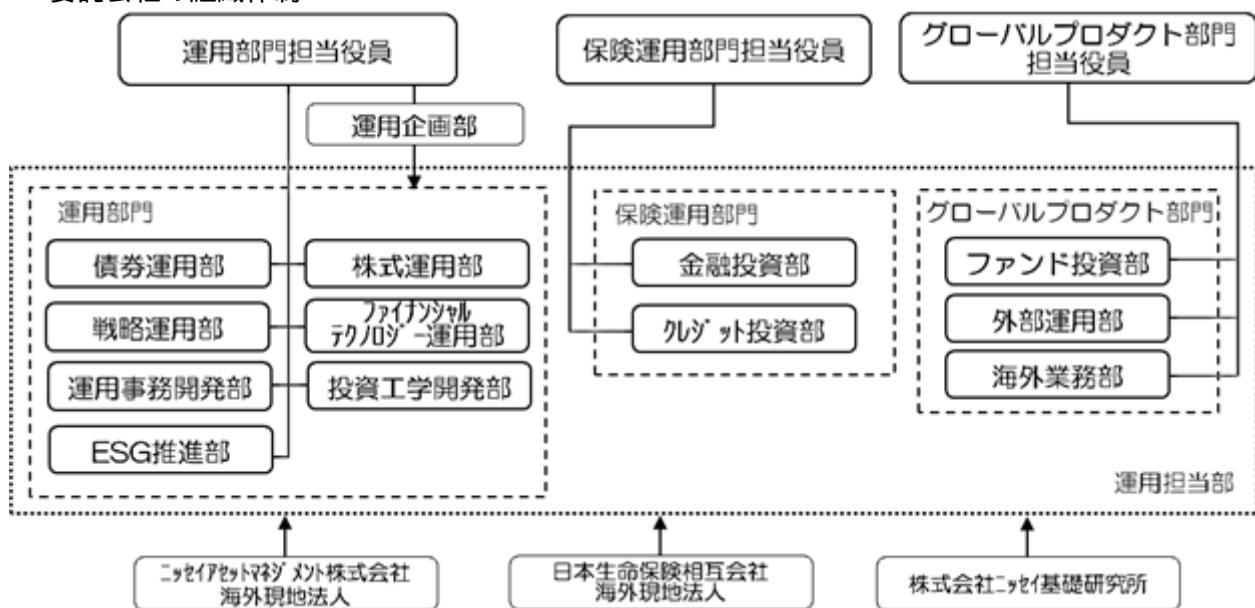 運用部門担当役員
保険運用部門担当役員
グローバルプロダクト部門
担当役員
運用企画部
運用部門
債券運用部
株式運用部
戦略運用部
ファイナンシャル
テクノロジー運用部
運用事務開発部
投資工学開発部
ESG推進部
保険運用部門
金融投資部
クレジット投資部
グローバルプロダクト部門
ファンド投資部
外部運用部
海外業務部
運用担当部
ニッセイアセットマネジメント株式会社
海外現地法人
日本生命保険相互会社
海外現地法人
株式会社ニッセイ基礎研究所